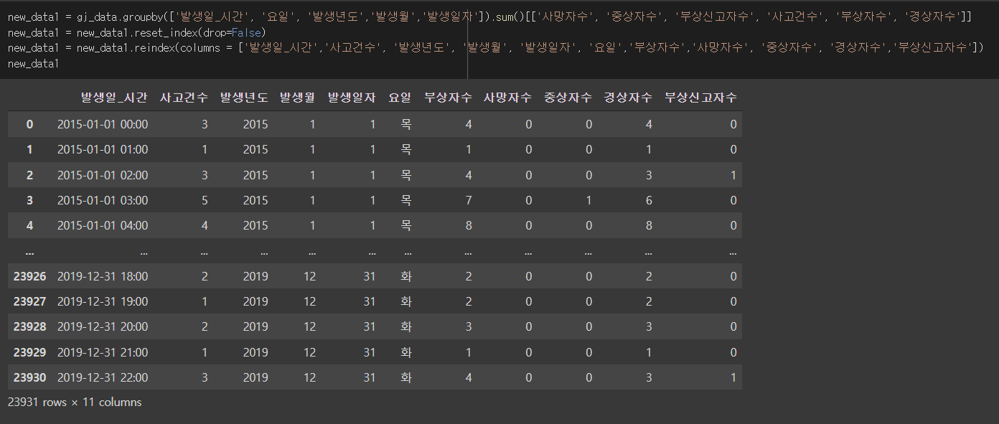 new_data1 = gj_data.groupby(['발생일_시간', '요일', '발생년도','발생월','발생일자']).sum()[['사망자수', '중상자수', '부상신고자수', '사고건수', '부상자수', '경상자수']]
new_data1 = new_data1.reset_index(drop=False)
new_data1 = new_data1.reindex(columns = ['발생일_시간','사고건수', '발생년도', '발생월', '발생일자', '요일','부상자수','사망자수', '중상자수', '경상자수','부상신고자수'])
new_data1
발생일_시간 사고건수 발생년도 발생월 발생일자 요일 부상자수 사망자수 중상자수 경상자수 부상신고자수
0 2015-01-01 00:00 3 2015 1 1 목 4 0 0 4 0
1 2015-01-01 01:00 1 2015 1 1 목 1 0 0 1 0
2 2015-01-01 02:00 3 2015 1 1 목 4 0 0 3 1
3 2015-01-01 03:00 5 2015 1 1 목 7 0 1 6 0
4 2015-01-01 04:00 4 2015 1 1 목 8 0 0 8 0
... ... ... ... ... ... ... ... ... ... ... ...
23926 2019-12-31 18:00 2 2019 12 31 화 2 0 0 2 0
23927 2019-12-31 19:00 1 2019 12 31 화 2 0 0 2 0
23928 2019-12-31 20:00 2 2019 12 31 화 3 0 0 3 0
23929 2019-12-31 21:00 1 2019 12 31 화 1 0 0 1 0
23930 2019-12-31 22:00 3 2019 12 31 화 4 0 0 3 1
23931 rows × 11 columns